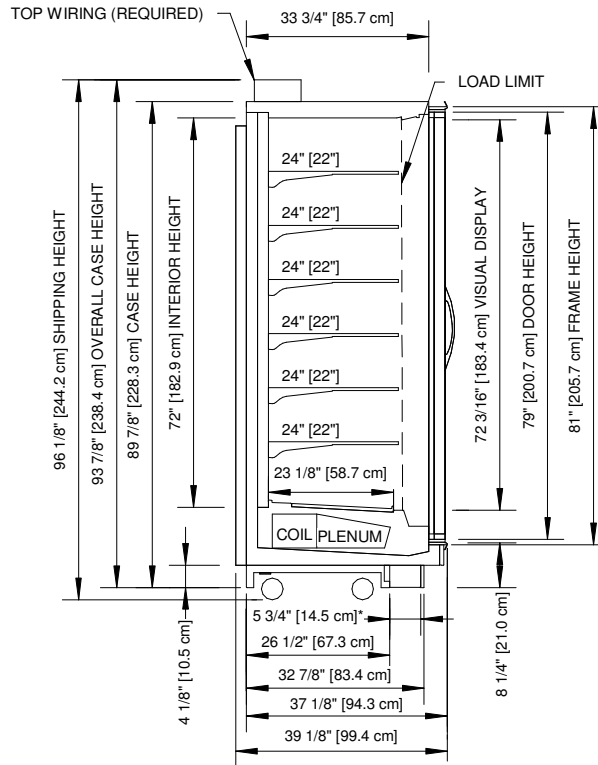 TOP WIRING (REQUIRED)
33 3/4" [85.7 cm]
LOAD LIMIT
96 1/8" [244.2 cm] SHIPPING HEIGHT
93 7/8" [238.4 cm] OVERALL CASE HEIGHT
89 7/8" [228.3 cm] CASE HEIGHT
72" [182.9 cm] INTERIOR HEIGHT
24" [22"]
24" [22"]
24" [22"]
24" [22"]
24" [22"]
24" [22"]
72 3/16" [183.4 cm] VISUAL DISPLAY
79" [200.7 cm] DOOR HEIGHT
81" [205.7 cm] FRAME HEIGHT
23 1/8" [58.7 cm]
COIL
PLENUM
4 1/8" [10.5 cm]
5 3/4" [14.5 cm]*
26 1/2" [67.3 cm]
32 7/8" [83.4 cm]
37 1/8" [94.3 cm]
39 1/8" [99.4 cm]
8 1/4" [21.0 cm]